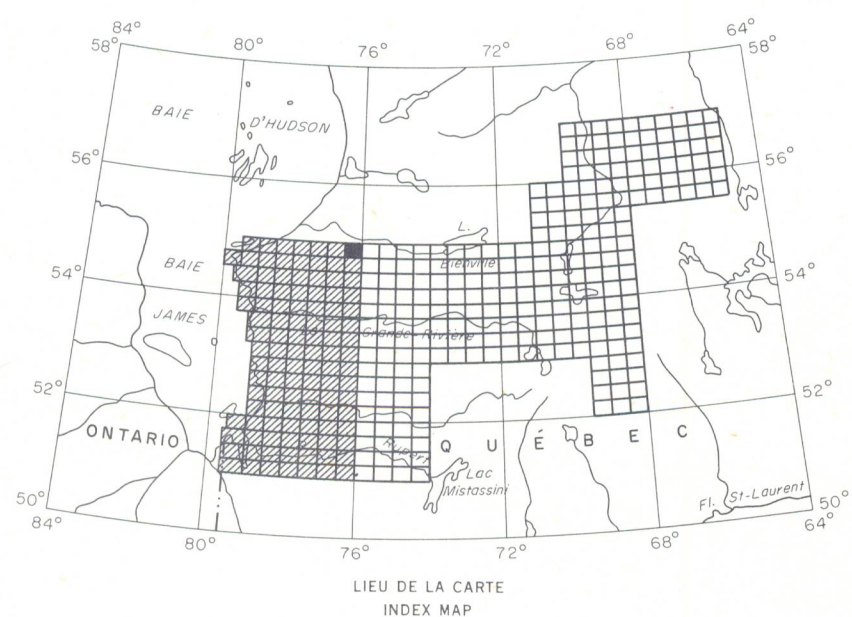 84°
58°
80°
76°
72°
68°
64°
58°
BAIE
D'HUDSON
56°
56°
L.
Bienville
BAIE
54°
54°
JAMES
Grande-Rivière
52°
52°
ONTARIO
Rupert
QUÉBEC
Lac
Mistassini
Fl. St-Laurent
50°
84°
50°
64°
80°
76°
72°
68°
LIEU DE LA CARTE
INDEX MAP